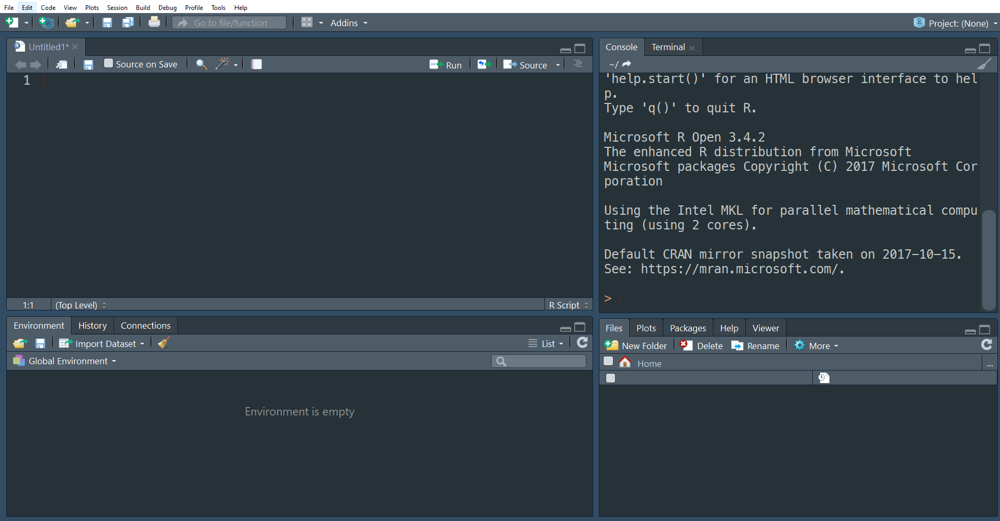 File Edit Code View Plots Session Build Debug Profile Tools Help
Go to file/function Addins Project: (None)
Untitled1*
Source on Save Run Source
1
1:1 (Top Level) R Script
Console Terminal
~/
'help.start()' for an HTML browser interface to hel
p.
Type 'q()' to quit R.
Microsoft R Open 3.4.2
The enhanced R distribution from Microsoft
Microsoft packages Copyright (C) 2017 Microsoft Cor
poration
Using the Intel MKL for parallel mathematical compu
ting (using 2 cores).
Default CRAN mirror snapshot taken on 2017-10-15.
See: https://mran.microsoft.com/.
>
Environment History Connections
Import Dataset List
Global Environment
Environment is empty
Files Plots Packages Help Viewer
New Folder Delete Rename More
Home ...